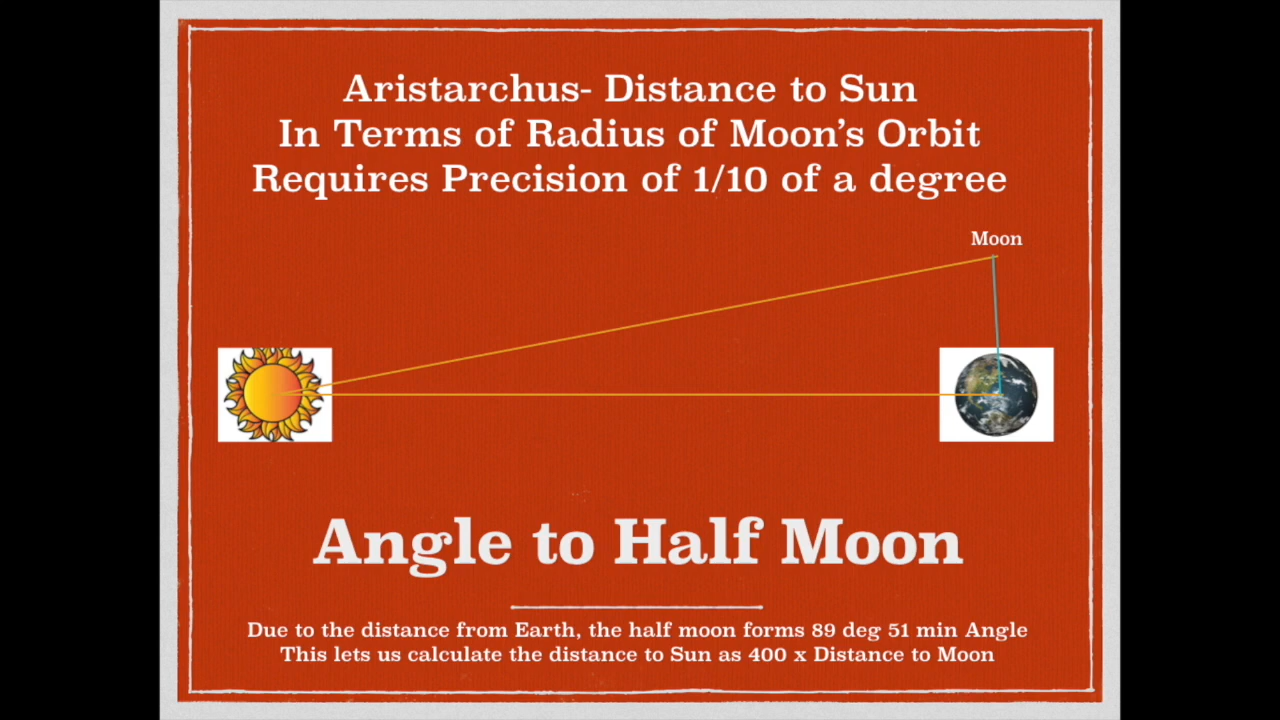 Aristarchus- Distance to Sun
In Terms of Radius of Moon's Orbit
Requires Precision of 1/10 of a degree
Moon
Angle to Half Moon
Due to the distance from Earth, the half moon forms 89 deg 51 min Angle
This lets us calculate the distance to Sun as 400 x Distance to Moon